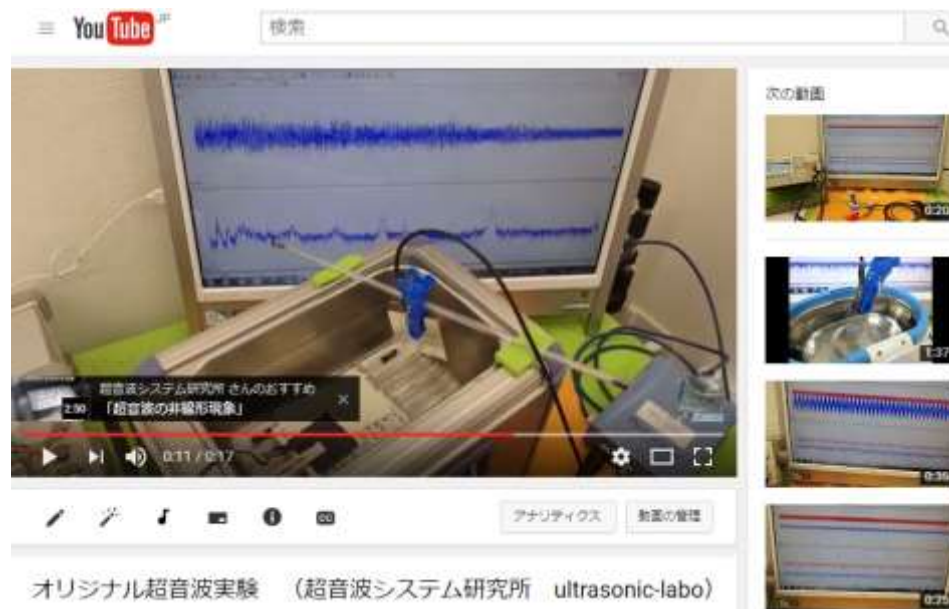 YouTube JP
検索
次の動画
0:20
1:37
超音波システム研究所 さんのおすすめ
「超音波の非線形現象」
2:50
0:11 / 0:17
アナリティクス
動画の管理
オリジナル超音波実験 (超音波システム研究所 ultrasonic-labo)